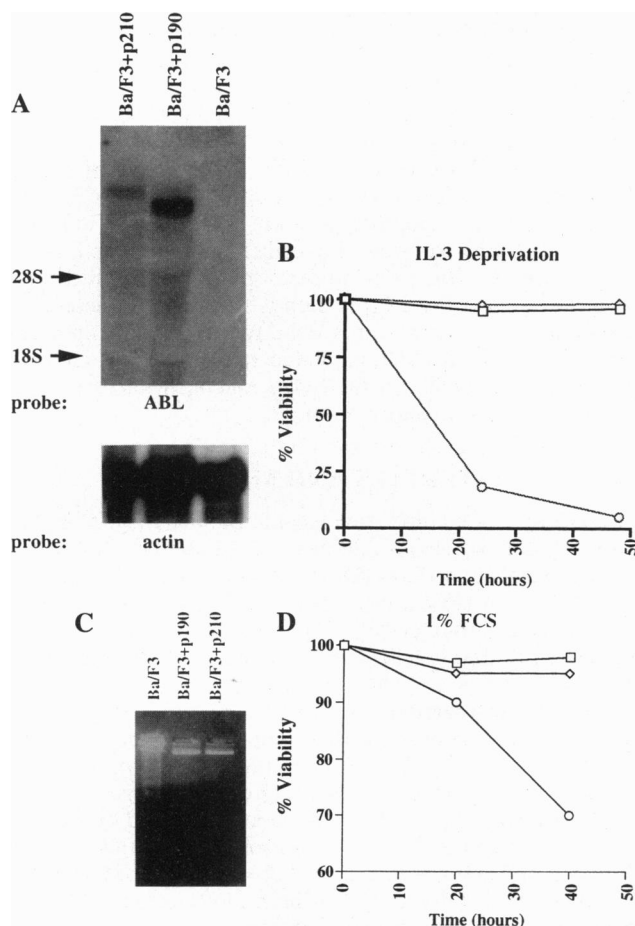 A
Ba/F3+p210
Ba/F3+p190
Ba/F3
28S
18S
probe: ABL
probe: actin
B
IL-3 Deprivation
100
75
50
25
0
% Viability
0 10 20 30 40 50
Time (hours)
C
Ba/F3
Ba/F3+p190
Ba/F3+p210
D
1% FCS
100
90
80
70
60
% Viability
0 10 20 30 40 50
Time (hours)